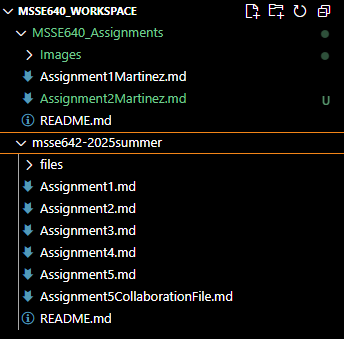 MSSE640_WORKSPACE
MSSE640_Assignments
Images
Assignment1Martinez.md
Assignment2Martinez.md U
README.md
msse642-2025summer
files
Assignment1.md
Assignment2.md
Assignment3.md
Assignment4.md
Assignment5.md
Assignment5CollaborationFile.md
README.md